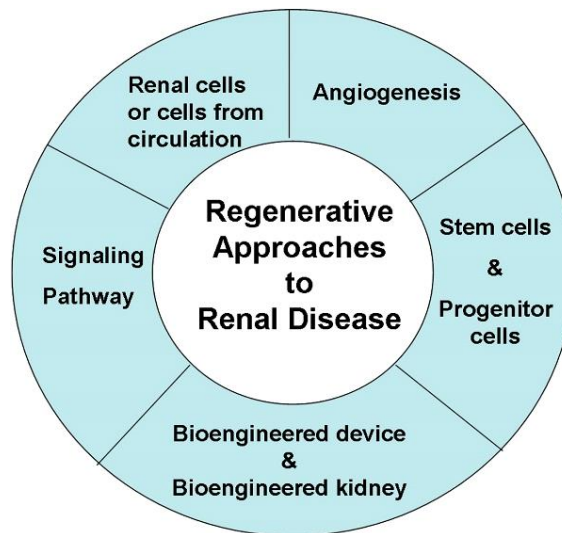 Renal cells
or cells from
circulation
Angiogenesis
Regenerative
Approaches
to
Renal Disease
Stem cells
&
Progenitor
cells
Signaling
Pathway
Bioengineered device
&
Bioengineered kidney